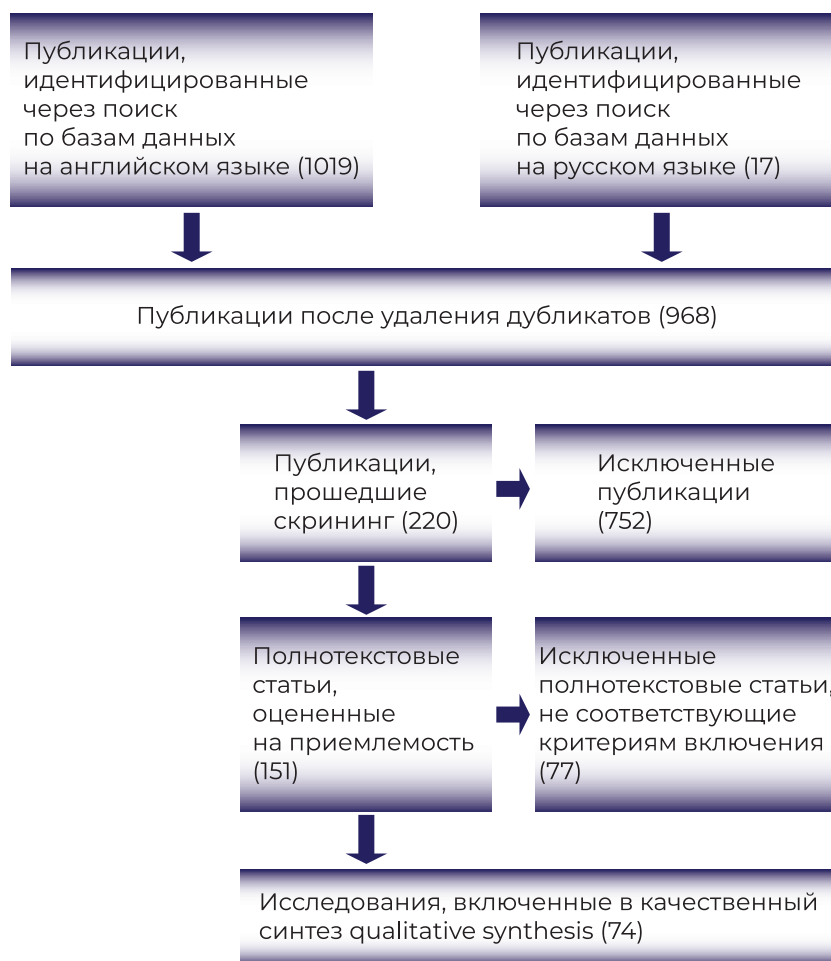 Публикации,
идентифицированные
через поиск
по базам данных
на английском языке (1019)
Публикации,
идентифицированные
через поиск
по базам данных
на русском языке (17)
Публикации после удаления дубликатов (968)
Публикации,
прошедшие
скрининг (220)
Исключенные
публикации
(752)
Полнотекстовые
статьи,
оцененные
на приемлемость
(151)
Исключенные
полнотекстовые статьи,
не соответствующие
критериям включения
(77)
Исследования, включенные в качественный
синтез qualitative synthesis (74)